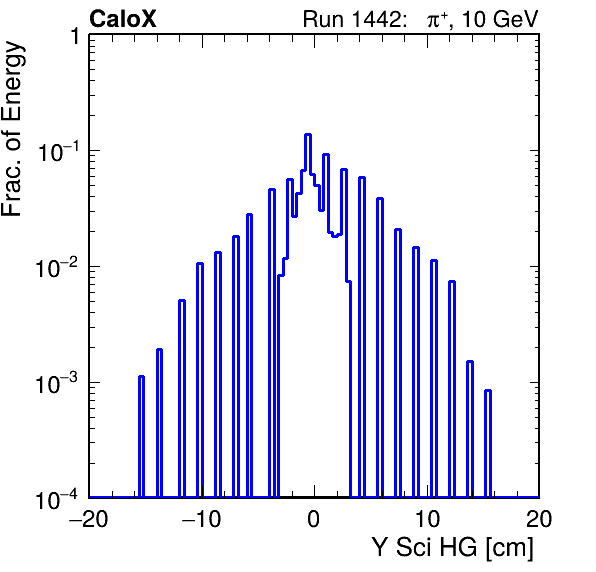 CaloX Run 1442: π⁺, 10 GeV
Frac. of Energy
1
10⁻¹
10⁻²
10⁻³
10⁻⁴
−20 −10 0 10 20
Y Sci HG [cm]